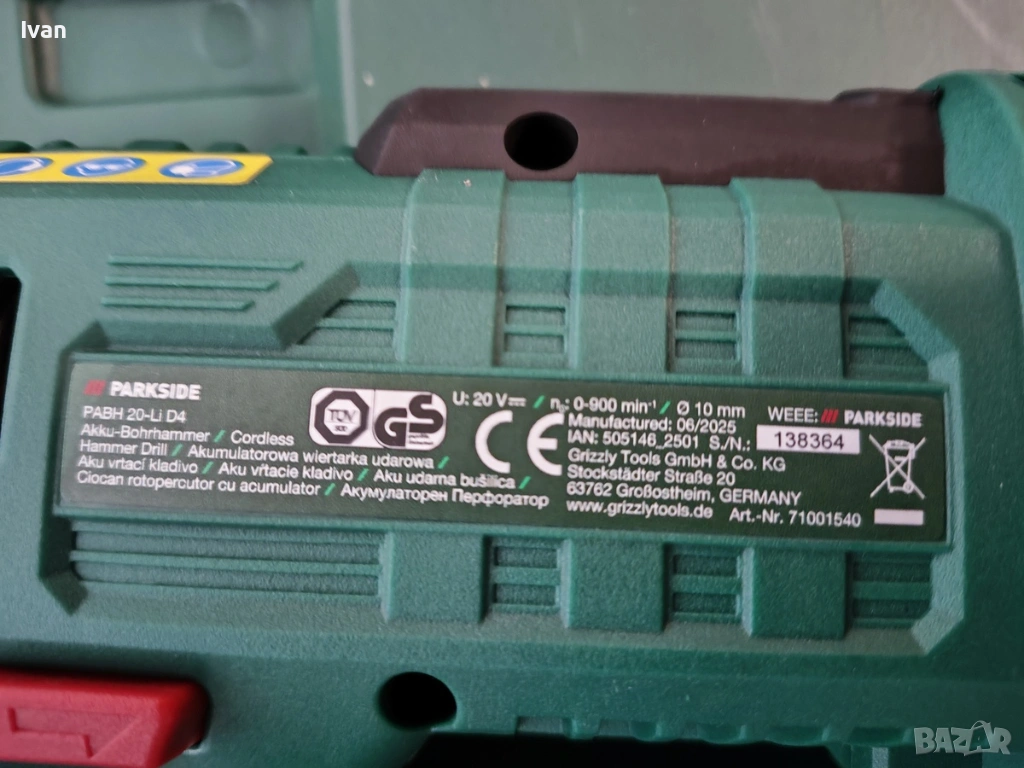 Ivan
/// PARKSIDE
PABH 20-Li D4
Akku-Bohrhammer / Cordless
Hammer Drill / Akumulatorowa wiertarka udarowa /
Aku vrtací kladivo / Aku vŕtacie kladivo / Aku udarna bušilica /
Ciocan rotopercutor cu acumulator / Акумулаторен Перфоратор
TÜV
GS
CE
U: 20 V⎓ / n₀: 0-900 min⁻¹ / Ø 10 mm
Manufactured: 06/2025
IAN: 505146_2501 S./N.: 138364
Grizzly Tools GmbH & Co. KG
Stockstädter Straße 20
63762 Großostheim, GERMANY
www.grizzlytools.de Art.-Nr. 71001540
WEEE: /// PARKSIDE
BAZAR